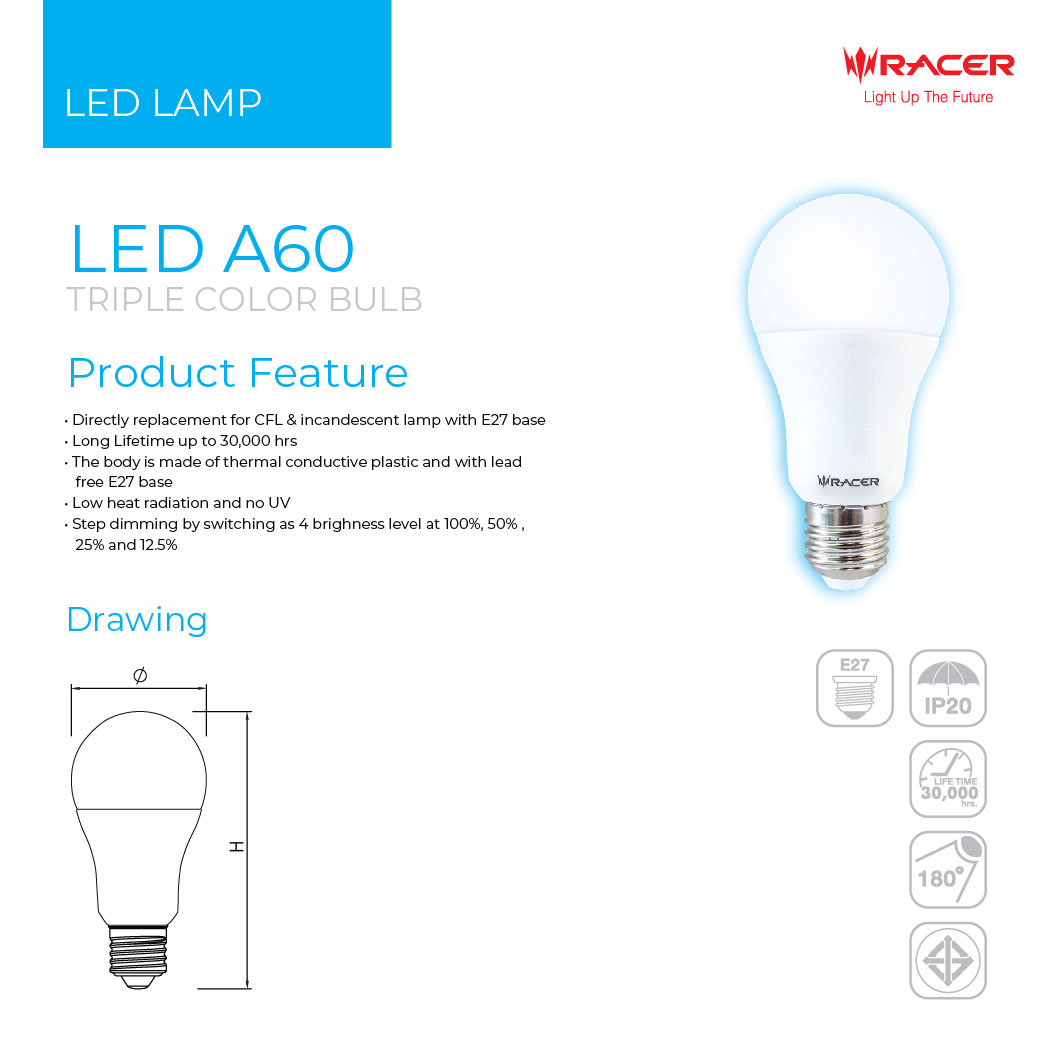 LED LAMP
RACER
Light Up The Future
LED A60
TRIPLE COLOR BULB
Product Feature
• Directly replacement for CFL & incandescent lamp with E27 base
• Long Lifetime up to 30,000 hrs
• The body is made of thermal conductive plastic and with lead
free E27 base
• Low heat radiation and no UV
• Step dimming by switching as 4 brighness level at 100%, 50% ,
25% and 12.5%
RACER
Drawing
Ø
H
E27
IP20
LIFE TIME
30,000
hrs.
180°